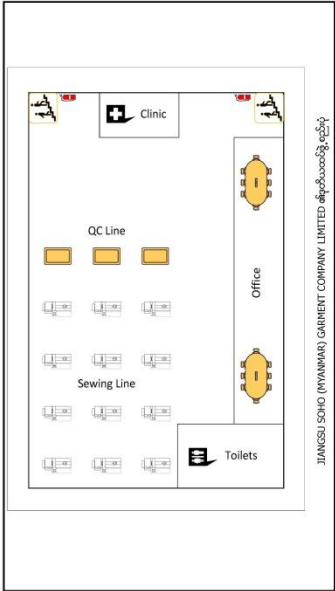 Clinic
QC Line
Office
Sewing Line
Toilets
JIANGSU SOHO (MYANMAR) GARMENT COMPANY LIMITED